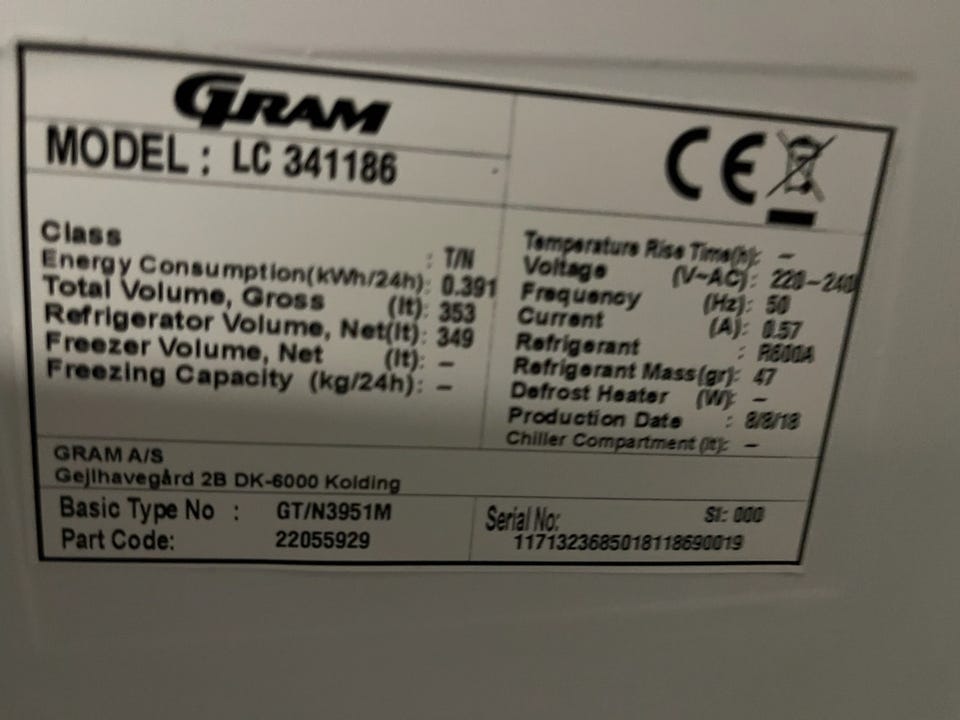 GRAM
MODEL : LC 341186
CE
Class : T/N
Energy Consumption(kWh/24h): 0.391
Total Volume, Gross (lt): 353
Refrigerator Volume, Net(lt): 349
Freezer Volume, Net (lt): –
Freezing Capacity (kg/24h): –
Temperature Rise Time(h): –
Voltage (V~AC): 220–240
Frequency (Hz): 50
Current (A): 0.57
Refrigerant : R600A
Refrigerant Mass(gr): 47
Defrost Heater (W): –
Production Date : 8/8/18
Chiller Compartment (lt): –
GRAM A/S
Gejlhavegård 2B DK-6000 Kolding
Basic Type No : GT/N3951M
Part Code: 22055929
Serial No: SI: 000
1171323685018118690019